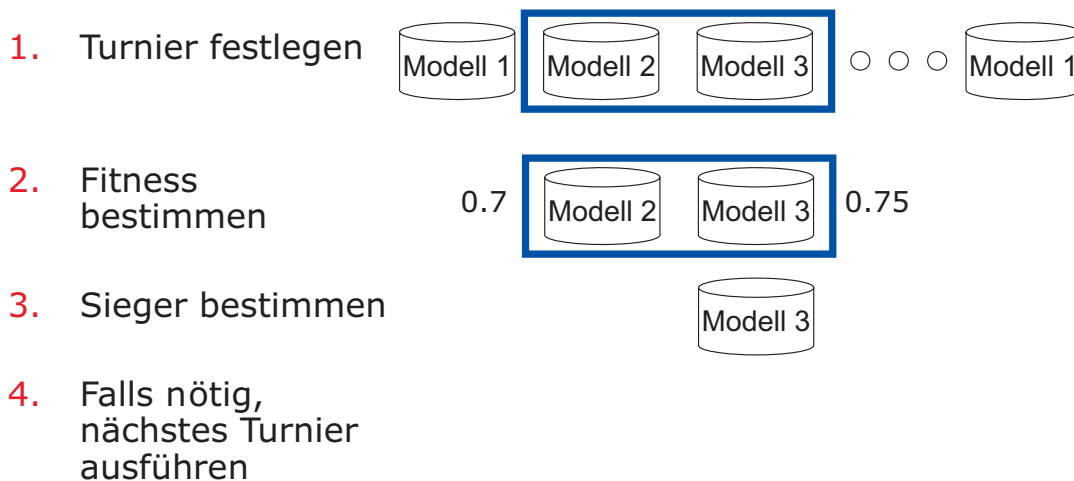 1. Turnier festlegen Modell 1 Modell 2 Modell 3 Modell 1
2. Fitness
bestimmen 0.7 Modell 2 Modell 3 0.75
3. Sieger bestimmen
Modell 3
4. Falls nötig,
nächstes Turnier
ausführen